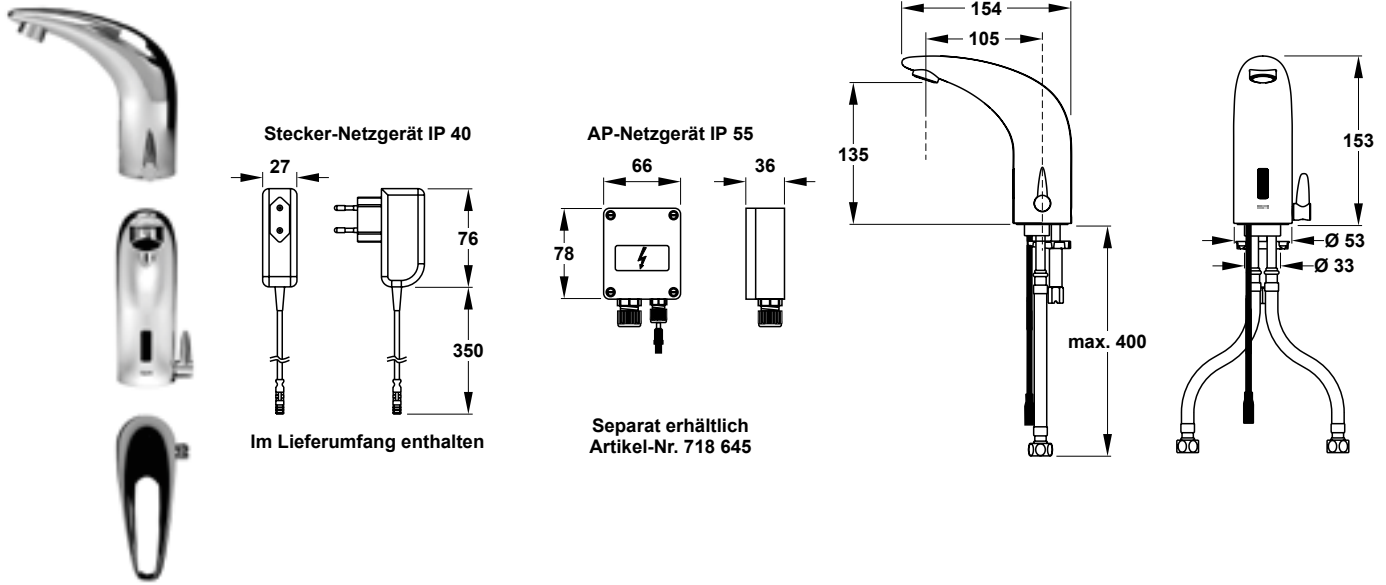 Stecker-Netzgerät IP 40
27
76
350
Im Lieferumfang enthalten
AP-Netzgerät IP 55
66
36
78
Separat erhältlich
Artikel-Nr. 718 645
154
105
135
max. 400
153
Ø 53
Ø 33